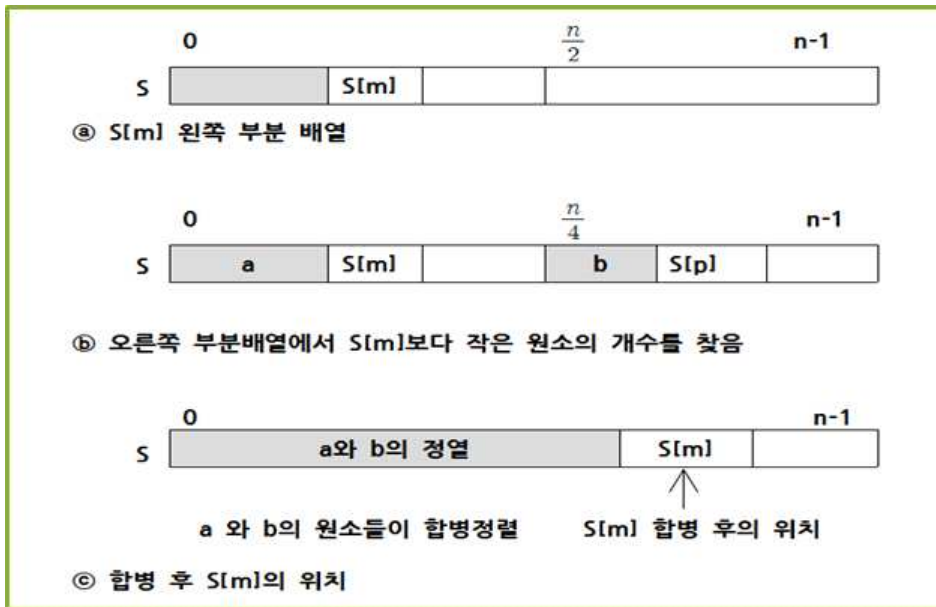 0 n/2 n-1
S S[m]
ⓐ S[m] 왼쪽 부분 배열
0 n/4 n-1
S a S[m] b S[p]
ⓑ 오른쪽 부분배열에서 S[m]보다 작은 원소의 개수를 찾음
0 n-1
S a와 b의 정열 S[m]
a 와 b의 원소들이 합병정렬 S[m] 합병 후의 위치
ⓒ 합병 후 S[m]의 위치